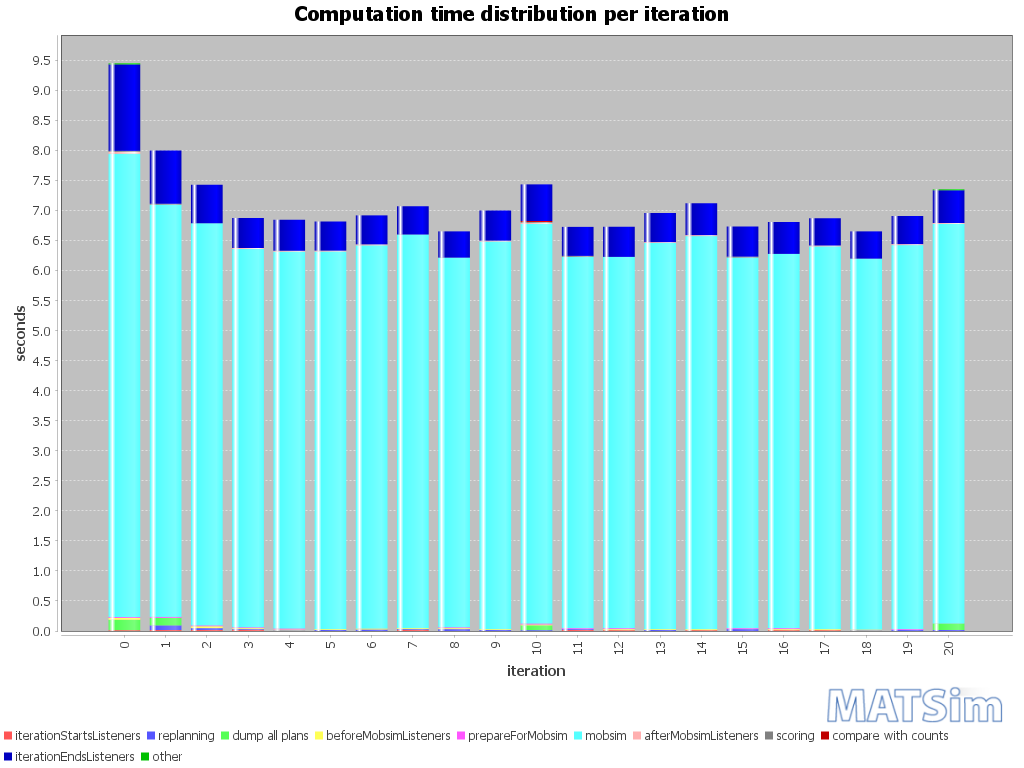 Computation time distribution per iteration
9.5
9.0
8.5
8.0
7.5
7.0
6.5
6.0
5.5
5.0
4.5
4.0
3.5
3.0
2.5
2.0
1.5
1.0
0.5
0.0
seconds
0 1 2 3 4 5 6 7 8 9 10 11 12 13 14 15 16 17 18 19 20
iteration
MATSim
iterationStartsListeners replanning dump all plans beforeMobsimListeners prepareForMobsim mobsim afterMobsimListeners scoring compare with counts
iterationEndsListeners other